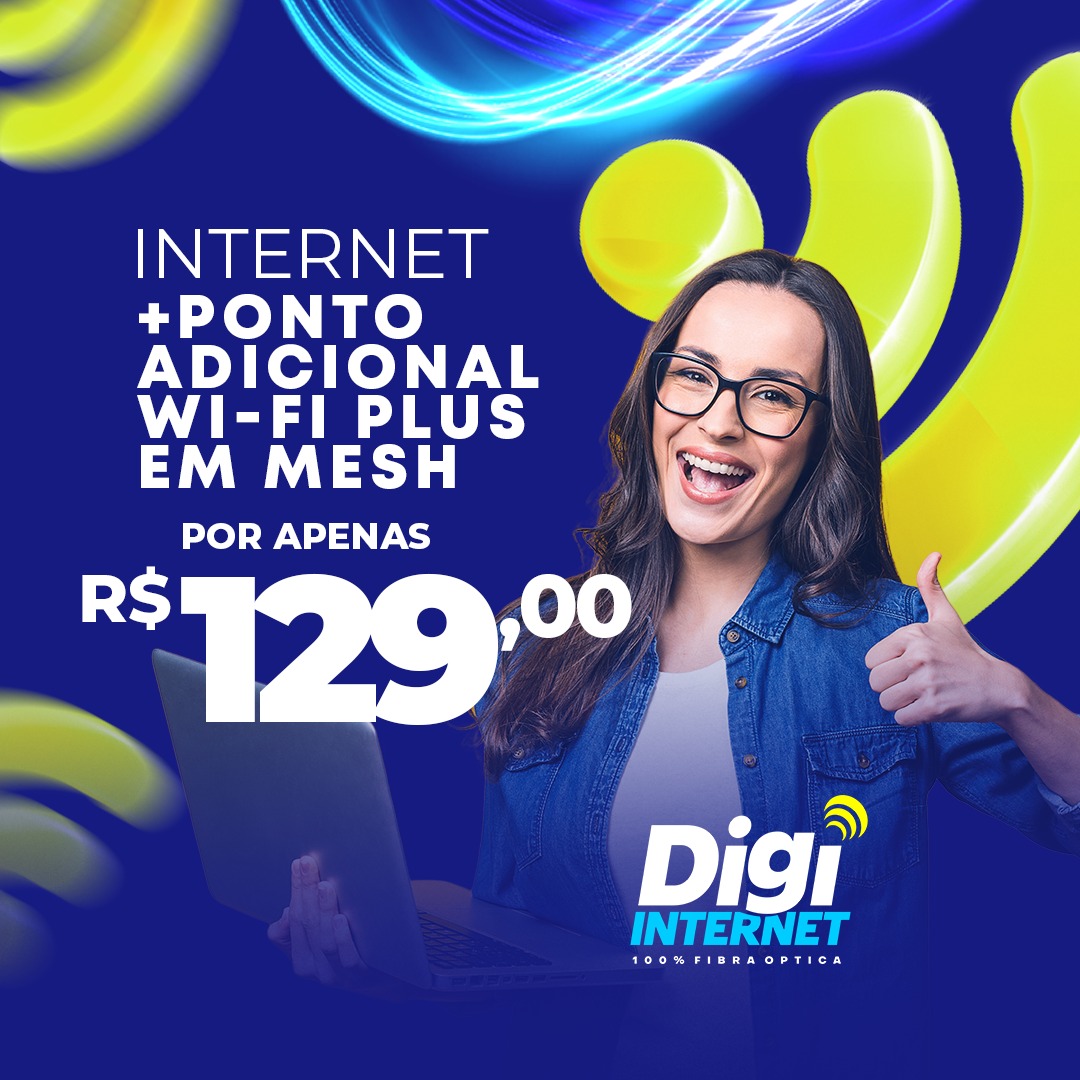 INTERNET
+PONTO
ADICIONAL
WI-FI PLUS
EM MESH
POR APENAS
R$129,00
Digi
INTERNET
100% FIBRA OPTICA